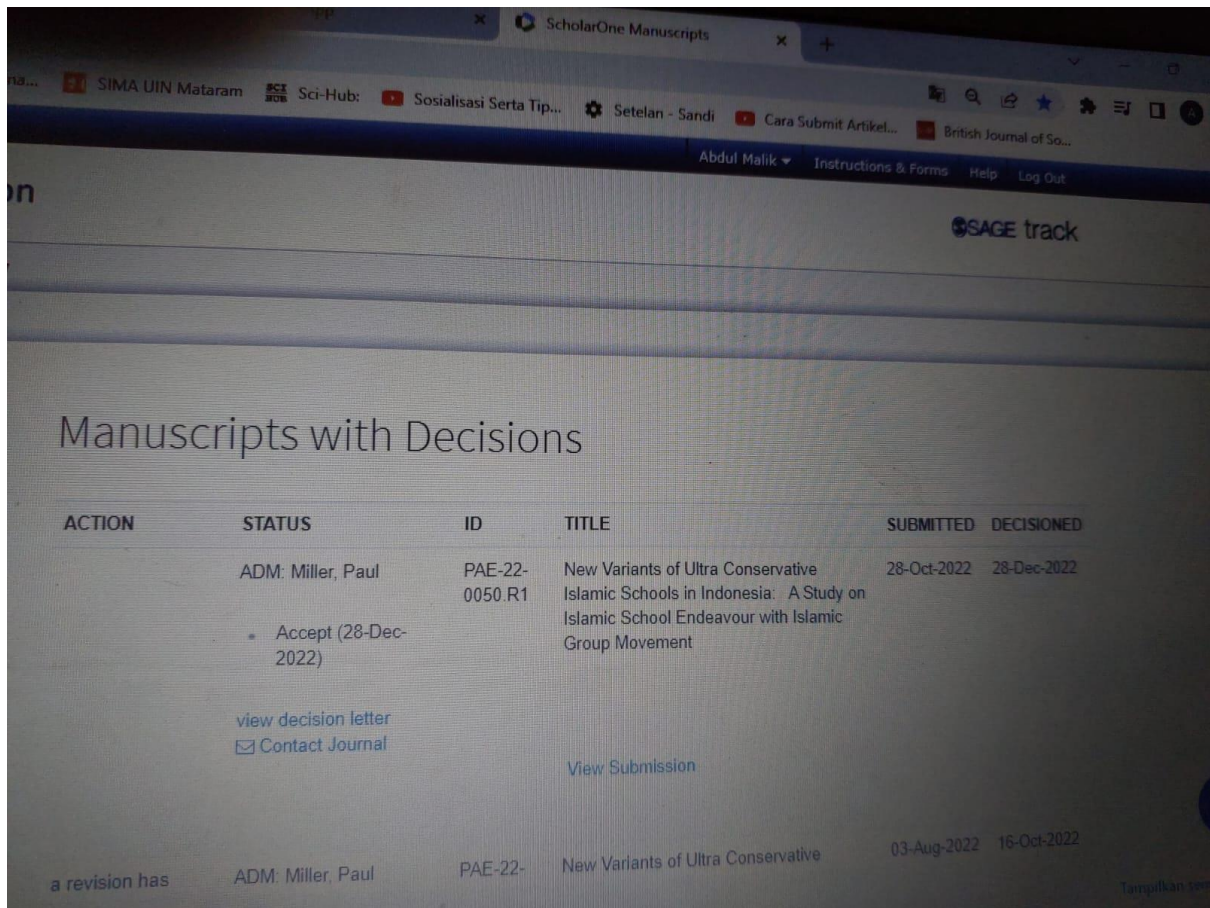 ScholarOne Manuscripts
SIMA UIN Mataram SCI HUB Sci-Hub: Sosialisasi Serta Tip... Setelan - Sandi Cara Submit Artikel... British Journal of So...
Abdul Malik Instructions & Forms Help Log Out
on
SAGE track
Manuscripts with Decisions
ACTION STATUS ID TITLE SUBMITTED DECISIONED
ADM: Miller, Paul PAE-22- New Variants of Ultra Conservative 28-Oct-2022 28-Dec-2022
0050.R1 Islamic Schools in Indonesia: A Study on
Islamic School Endeavour with Islamic
Accept (28-Dec- Group Movement
2022)
view decision letter
Contact Journal
View Submission
a revision has ADM: Miller, Paul PAE-22- New Variants of Ultra Conservative 03-Aug-2022 16-Oct-2022
Tampilkan